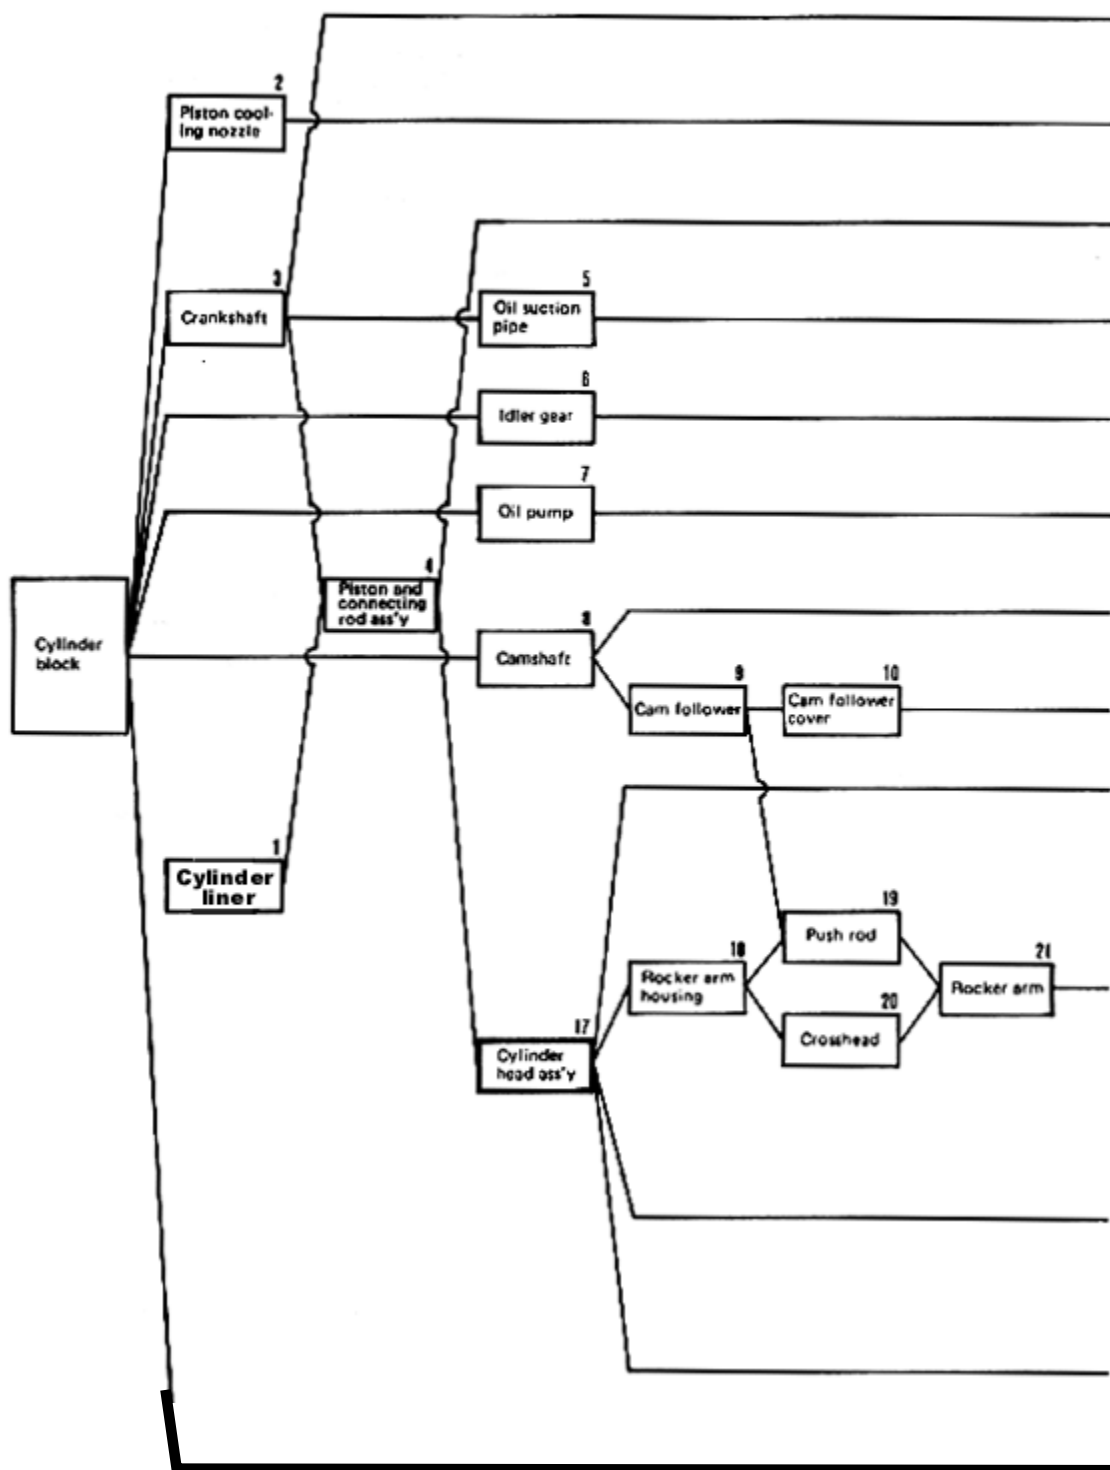 2
Piston cool-
ing nozzle
3
Crankshaft
5
Oil suction
pipe
6
Idler gear
7
Oil pump
4
Piston and
connecting
rod ass'y
Cylinder
block
8
Camshaft
9
Cam follower
10
Cam follower
cover
1
Cylinder
liner
19
Push rod
18
Rocker arm
housing
21
Rocker arm
20
Crosshead
17
Cylinder
head ass'y